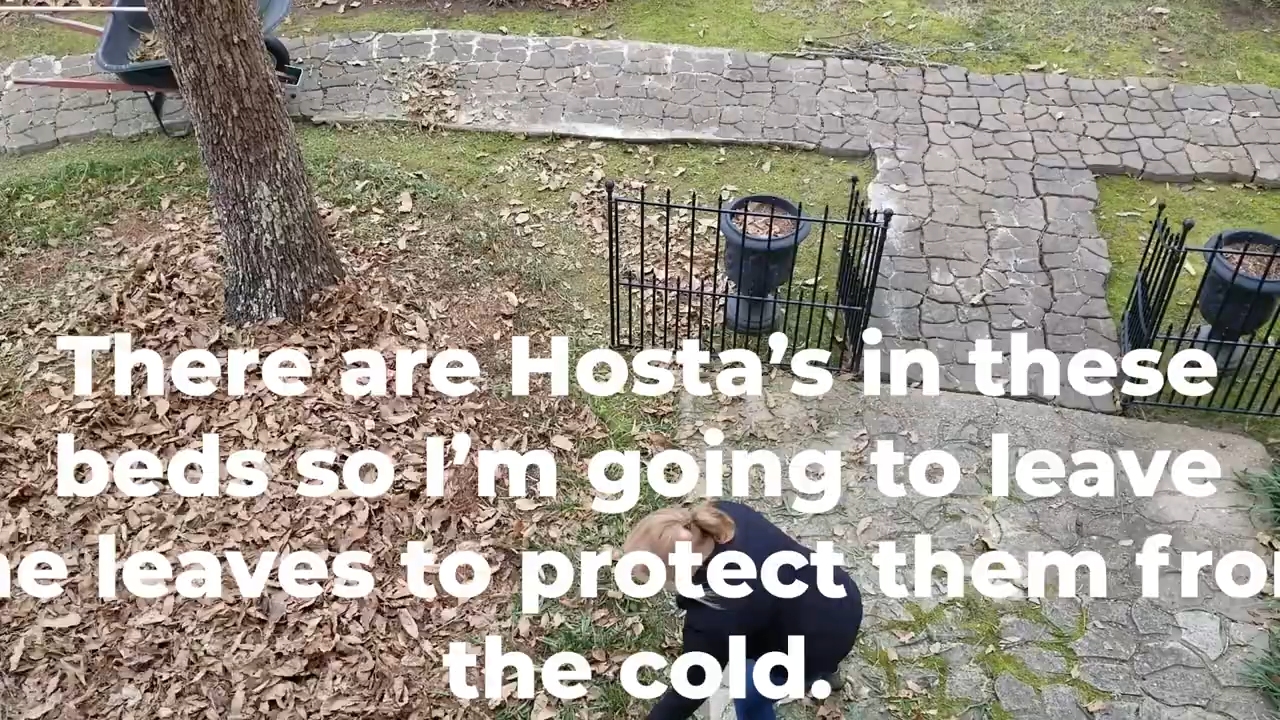 There are Hosta’s in these
beds so I’m going to leave
leaves to protect them
the cold.